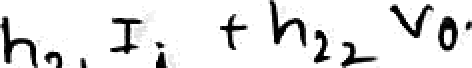 h₂₁ Iᵢ + h₂₂ V₀.